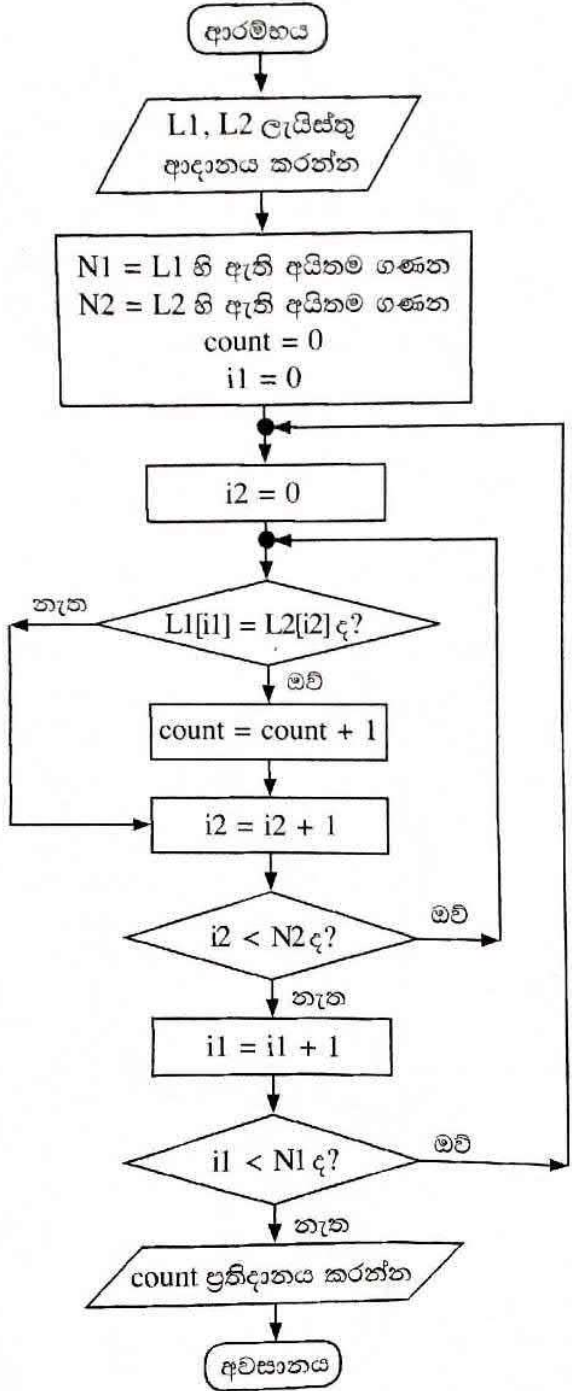 ආරම්භය
L1, L2 ලැයිස්තු
ආදානය කරන්න
N1 = L1 හි ඇති අයිතම ගණන
N2 = L2 හි ඇති අයිතම ගණන
count = 0
i1 = 0
i2 = 0
නැත
L1[i1] = L2[i2] ද?
ඔව්
count = count + 1
i2 = i2 + 1
i2 < N2 ද?
ඔව්
නැත
i1 = i1 + 1
i1 < N1 ද?
ඔව්
නැත
count ප්‍රතිදානය කරන්න
අවසානය